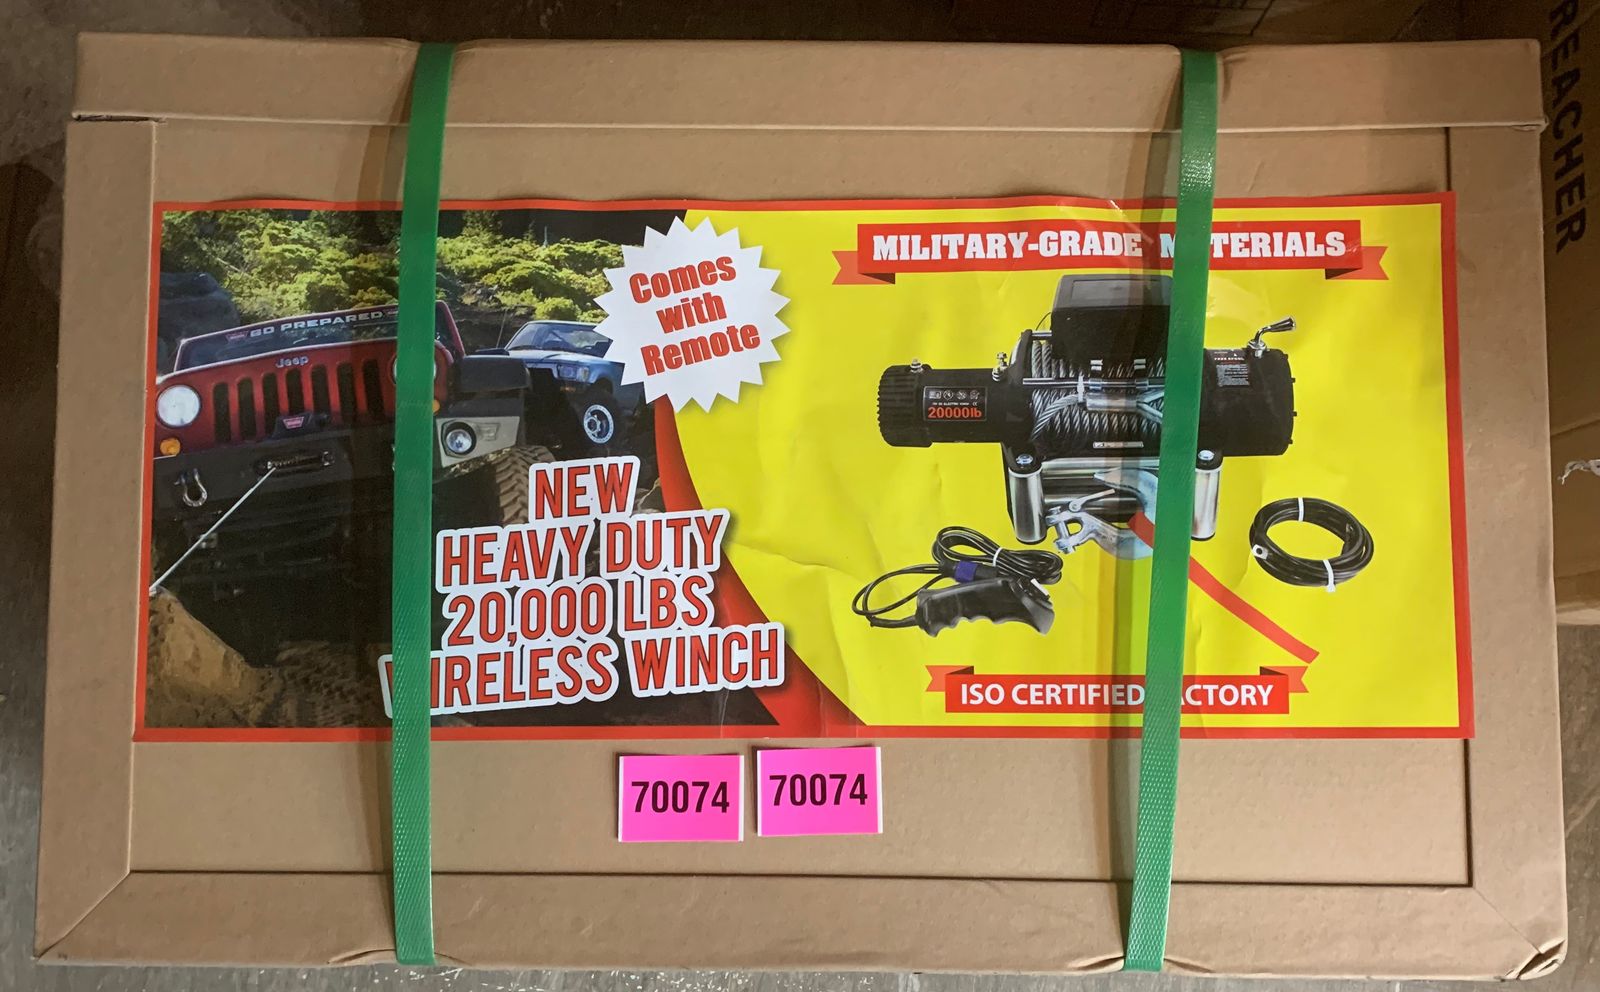 REACHER
MILITARY-GRADE M TERIALS
Comes
with
Remote
GO PREPARED
Jeep
20000lb
NEW
HEAVY DUTY
20,000 LBS
WIRELESS WINCH
ISO CERTIFIED ACTORY
70074
70074